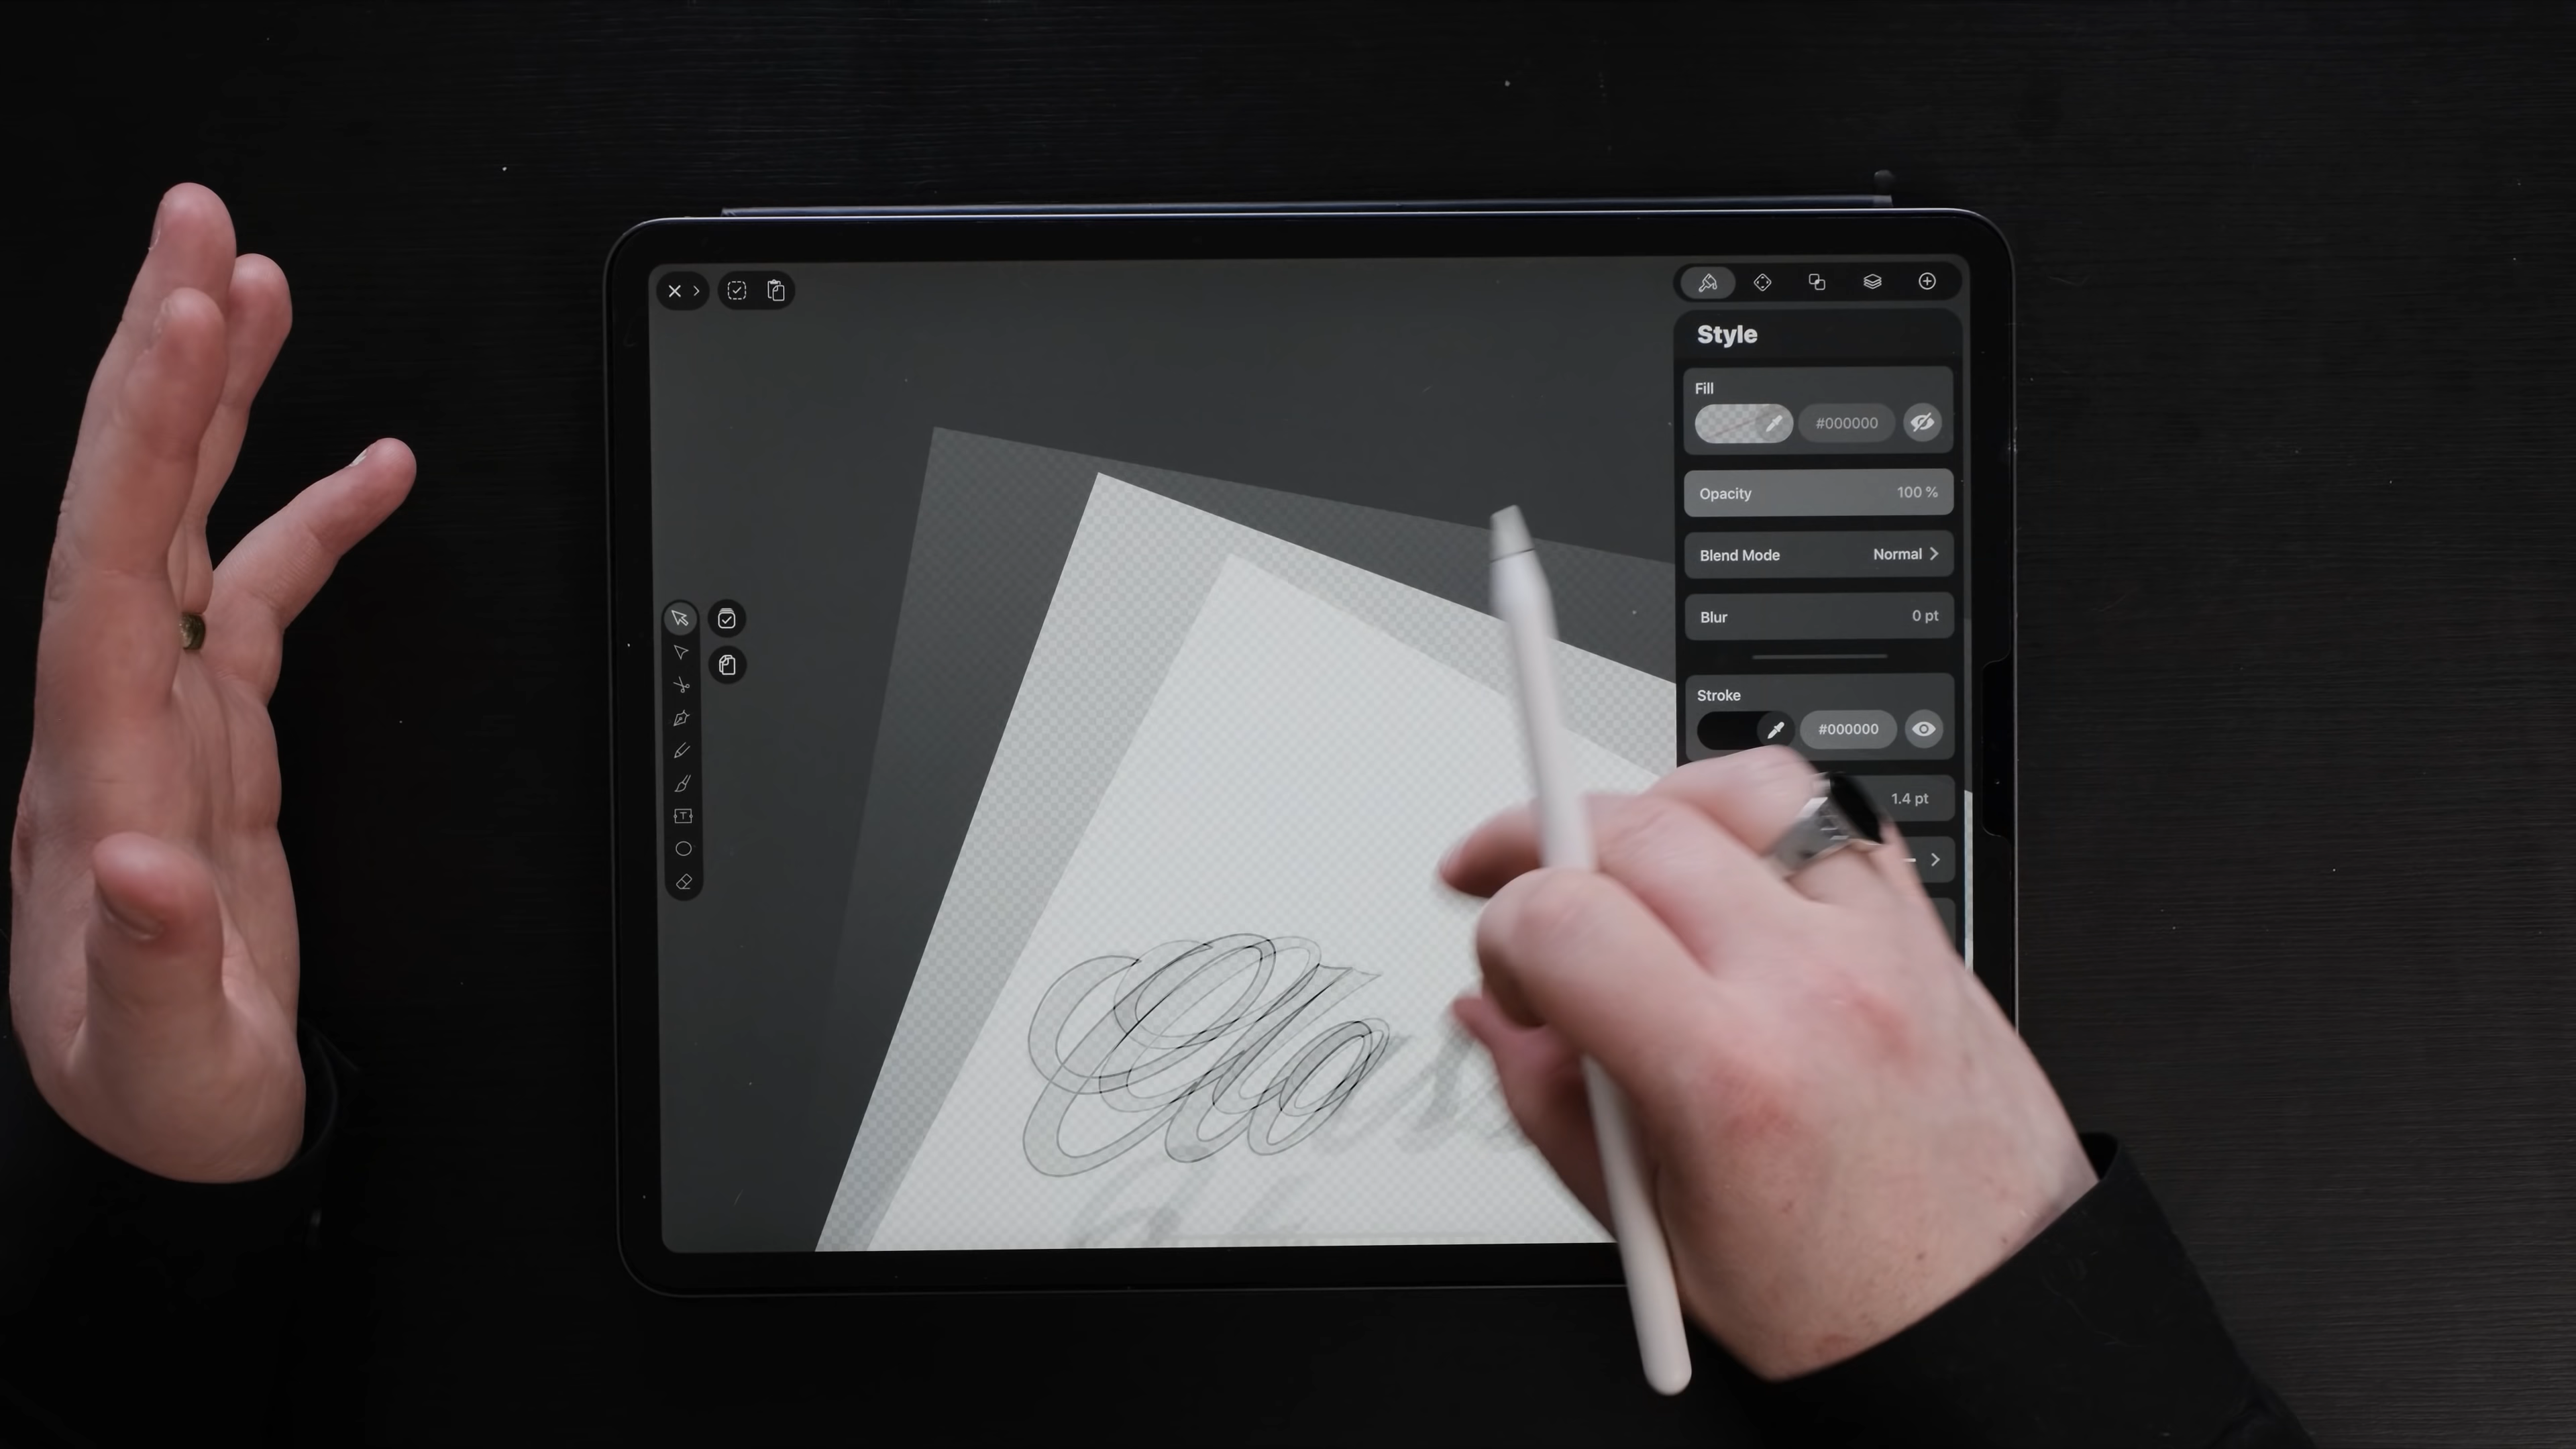 Style
Fill
#000000
Opacity 100 %
Blend Mode Normal
Blur 0 pt
Stroke
#000000
1.4 pt